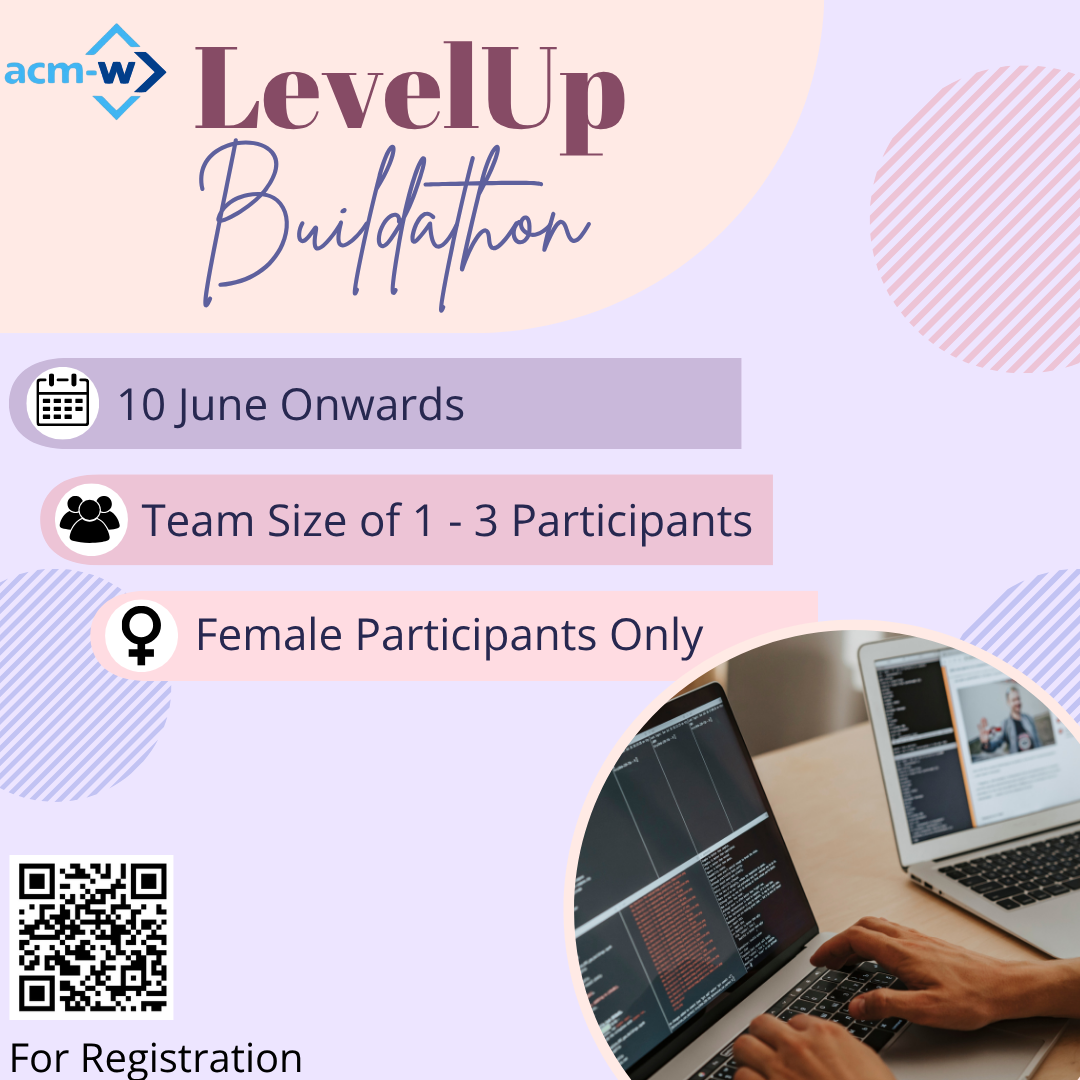 acm-w
LevelUp
Buildathon
10 June Onwards
Team Size of 1 - 3 Participants
Female Participants Only
For Registration